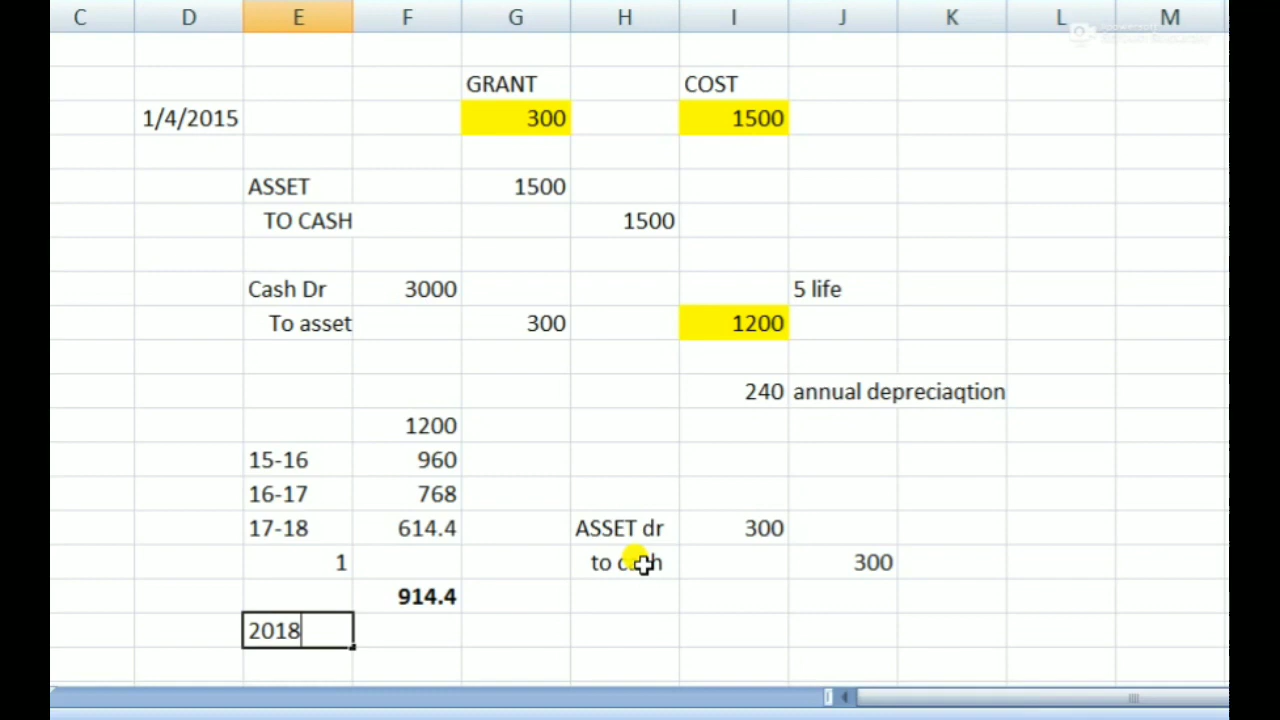 C D E F G H I J K L M
GRANT COST
1/4/2015 300 1500
ASSET 1500
TO CASH 1500
Cash Dr 3000 5 life
To asset 300 1200
240 annual depreciaqtion
1200
15-16 960
16-17 768
17-18 614.4 ASSET dr 300
1 to cash 300
914.4
2018